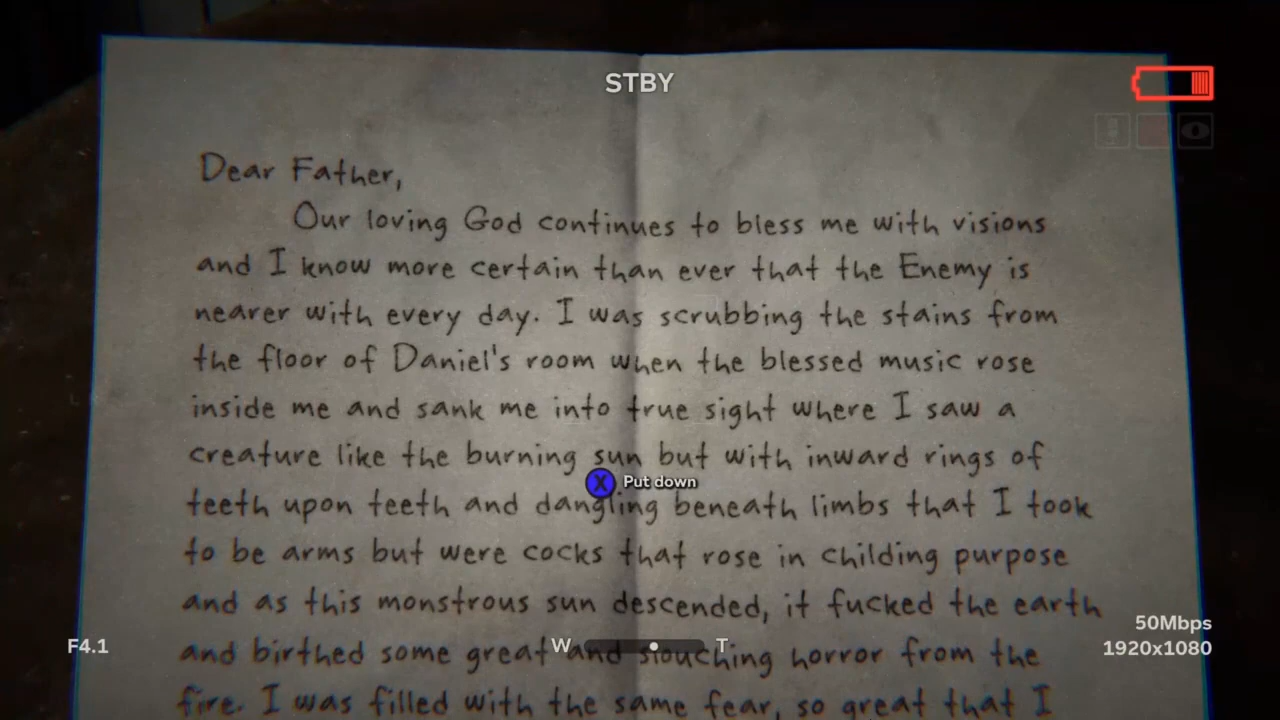 STBY
Dear Father,
Our loving God continues to bless me with visions
and I know more certain than ever that the Enemy is
nearer with every day. I was scrubbing the stains from
the floor of Daniel's room when the blessed music rose
inside me and sank me into true sight where I saw a
creature like the burning sun but with inward rings of
X Put down
teeth upon teeth and dangling beneath limbs that I took
to be arms but were cocks that rose in childing purpose
and as this monstrous sun descended, it fucked the earth
50Mbps
F4.1
W T
1920x1080
and birthed some great and slouching horror from the
fire. I was filled with the same fear, so great that I